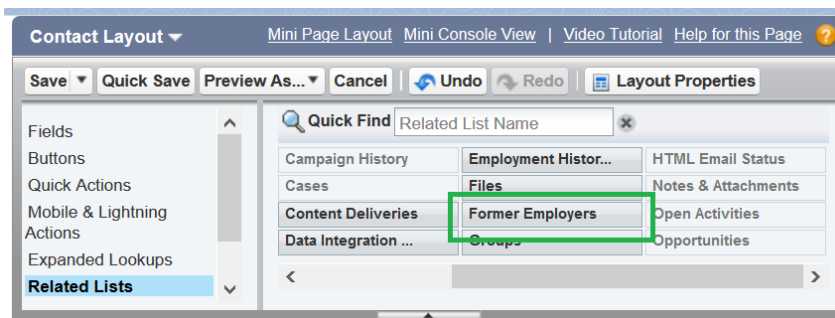 Contact Layout Mini Page Layout Mini Console View | Video Tutorial Help for this Page ?
Save Quick Save Preview As... Cancel Undo Redo Layout Properties
Fields
Buttons
Quick Actions
Mobile & Lightning
Actions
Expanded Lookups
Related Lists
Quick Find Related List Name
Campaign History Employment Histor... HTML Email Status
Cases Files Notes & Attachments
Content Deliveries Former Employers Open Activities
Data Integration ... Groups Opportunities